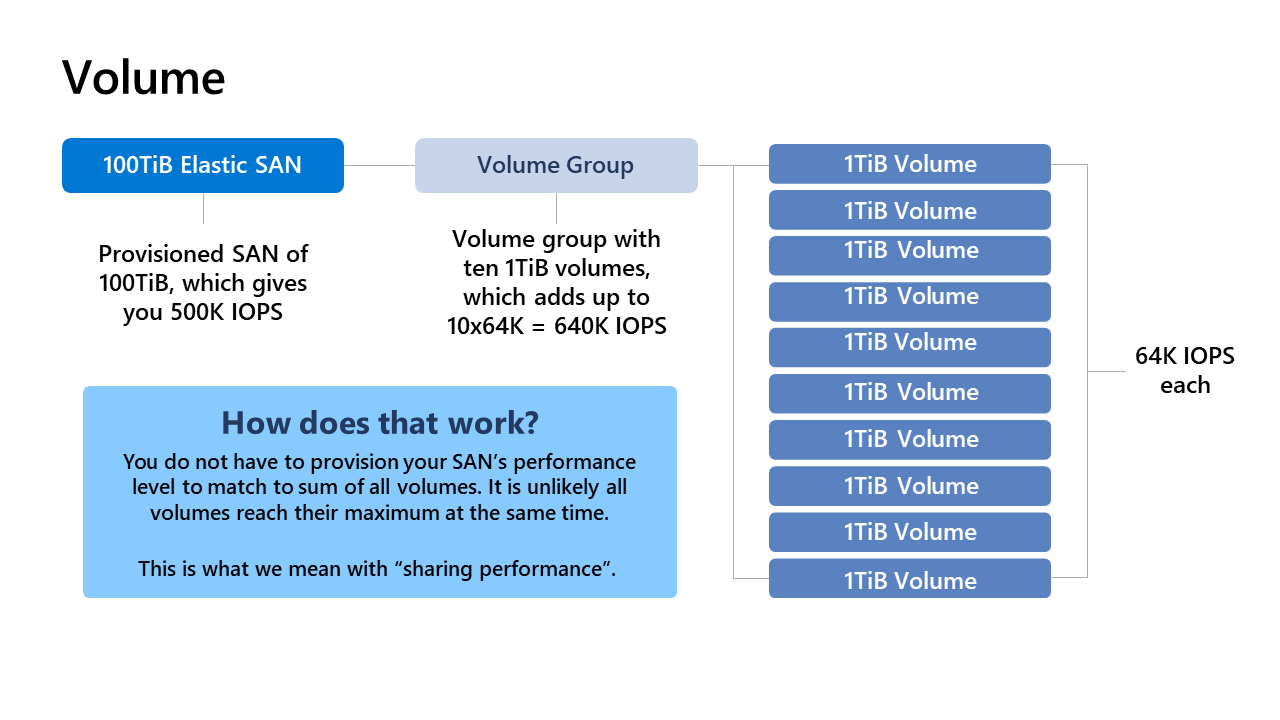 Volume
100TiB Elastic SAN
Provisioned SAN of
100TiB, which gives
you 500K IOPS
Volume Group
Volume group with
ten 1TiB volumes,
which adds up to
10x64K = 640K IOPS
How does that work?
You do not have to provision your SAN’s performance
level to match to sum of all volumes. It is unlikely all
volumes reach their maximum at the same time.
This is what we mean with “sharing performance”.
1TiB Volume
1TiB Volume
1TiB Volume
1TiB Volume
1TiB Volume
1TiB Volume
1TiB Volume
1TiB Volume
1TiB Volume
1TiB Volume
64K IOPS
each